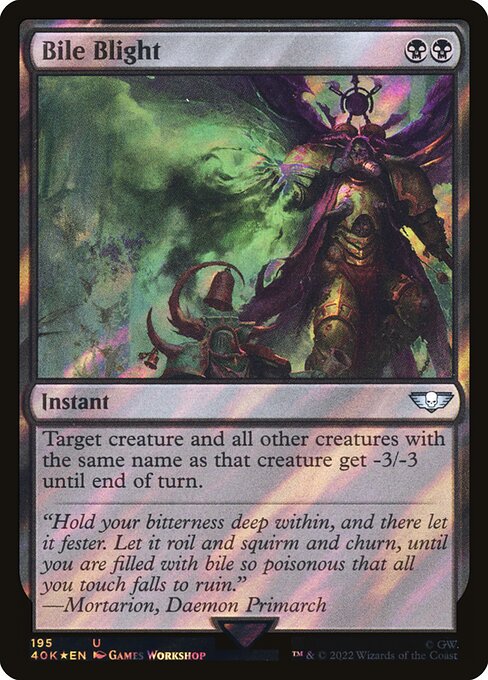 Bile Blight
Instant
Target creature and all other creatures with
the same name as that creature get -3/-3
until end of turn.
“Hold your bitterness deep within, and there let
it fester. Let it roil and squirm and churn, until
you are filled with bile so poisonous that all
you touch falls to ruin.”
—Mortarion, Daemon Primarch
195 U © GW.
40K★EN Games Workshop ™ & © 2022 Wizards of the Coast